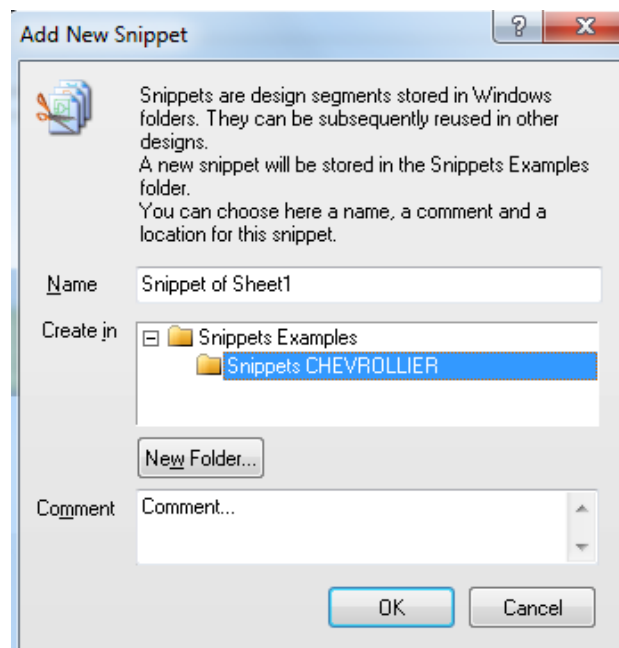 Add New Snippet
Snippets are design segments stored in Windows
folders. They can be subsequently reused in other
designs.
A new snippet will be stored in the Snippets Examples
folder.
You can choose here a name, a comment and a
location for this snippet.
Name
Snippet of Sheet1
Create in
Snippets Examples
Snippets CHEVROLLIER
New Folder...
Comment
Comment...
OK
Cancel